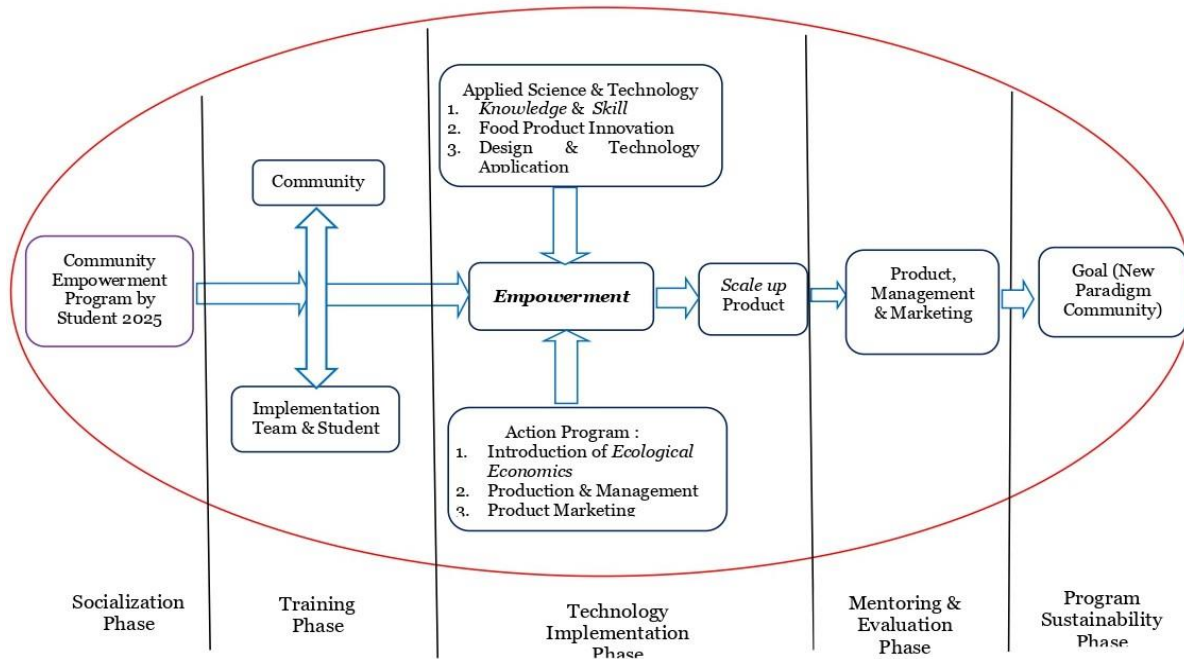 Applied Science & Technology
1. Knowledge & Skill
2. Food Product Innovation
3. Design & Technology
Application
Community
Community
Empowerment
Program by
Student 2025
Empowerment
Scale up
Product
Product,
Management
& Marketing
Goal (New
Paradigm
Community)
Implementation
Team & Student
Action Program :
1. Introduction of Ecological
Economics
2. Production & Management
3. Product Marketing
Socialization
Phase
Training
Phase
Technology
Implementation
Phase
Mentoring &
Evaluation
Phase
Program
Sustainability
Phase